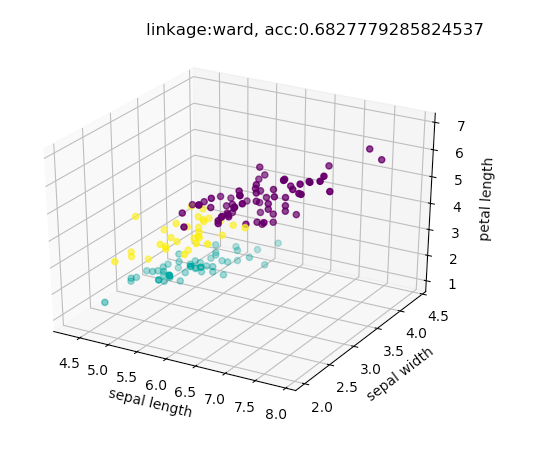 linkage:ward, acc:0.6827779285824537
7
6
5
4
3
2
1
petal length
4.5
4.0
3.5
3.0
2.5
2.0
sepal width
4.5 5.0 5.5 6.0 6.5 7.0 7.5 8.0
sepal length